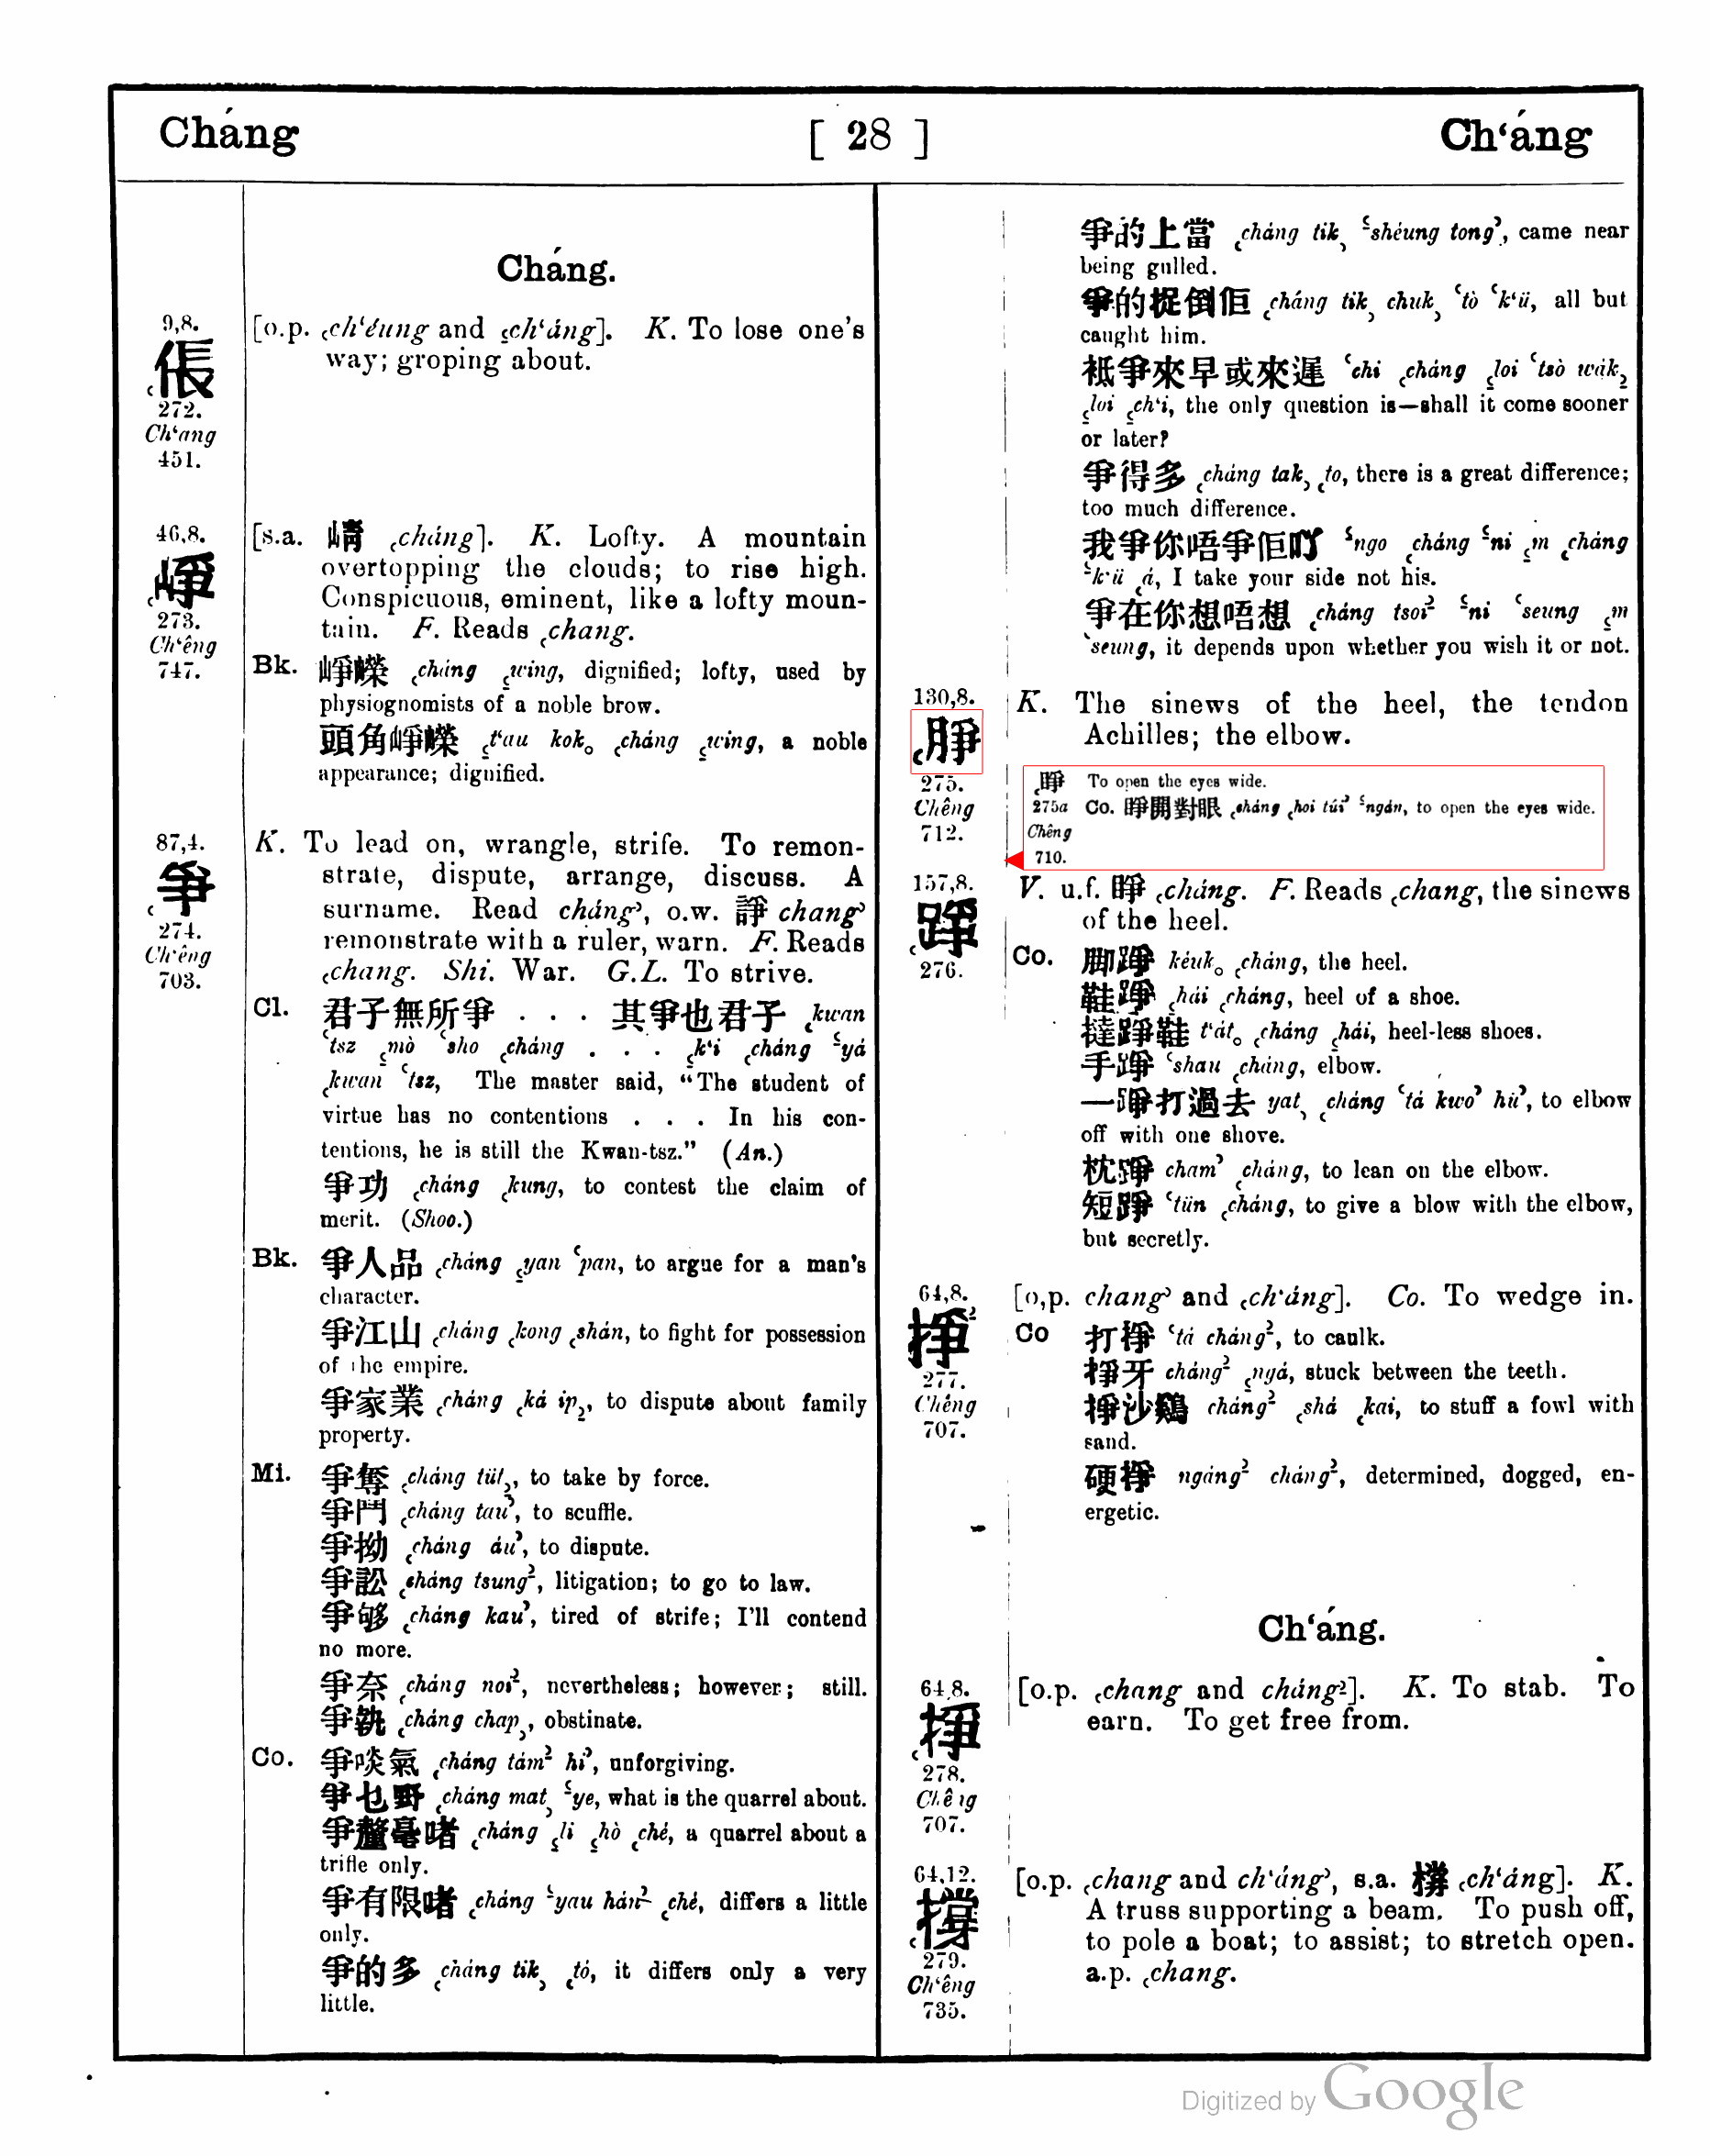 Cháng
[ 28 ]
Ch‘áng
Cháng.
9,8.
倀
272.
Ch‘ang
451.
[o.p. ch‘éung and ch‘áng]. K. To lose one's
way; groping about.
46,8.
崢
273.
Ch‘êng
747.
[s.a. 崝 cháng]. K. Lofty. A mountain
overtopping the clouds; to rise high.
Conspicuous, eminent, like a lofty moun-
tain. F. Reads chang.
Bk. 崢嶸 cháng wing, dignified; lofty, used by
physiognomists of a noble brow.
頭角崢嶸 t‘au kok cháng wing, a noble
appearance; dignified.
87,4.
爭
274.
Chêng
703.
K. To lead on, wrangle, strife. To remon-
strate, dispute, arrange, discuss. A
surname. Read cháng’, o.w. 諍 chang’
remonstrate with a ruler, warn. F. Reads
chang. Shi. War. G.L. To strive.
Cl. 君子無所爭 . . . 其爭也君子 kwan
‘tsz mò ‘sho cháng . . . k‘i cháng ‘yá
kwan ‘tsz, The master said, “The student of
virtue has no contentions . . . In his con-
tentions, he is still the Kwan-tsz.” (An.)
爭功 cháng kung, to contest the claim of
merit. (Shoo.)
Bk. 爭人品 cháng yan ‘pan, to argue for a man's
character.
爭江山 cháng kong shán, to fight for possession
of the empire.
爭家業 cháng ká ip, to dispute about family
property.
Mi. 爭奪 cháng tüt, to take by force.
爭鬥 cháng tau’, to scuffle.
爭拗 cháng áu’, to dispute.
爭訟 cháng tsung², litigation; to go to law.
爭够 cháng kau’, tired of strife; I'll contend
no more.
爭奈 cháng noi², nevertheless; however; still.
爭執 cháng chap, obstinate.
Co. 爭啖氣 cháng tám² hi’, unforgiving.
爭乜野 cháng mat ‘ye, what is the quarrel about.
爭釐毫啫 cháng li hò ché, a quarrel about a
trifle only.
爭有限啫 cháng ‘yau hán² ché, differs a little
only.
爭的多 cháng tik tó, it differs only a very
little.
爭的上當 cháng tik ‘shéung tong’, came near
being gulled.
爭的捉倒佢 cháng tik chuk ‘tò ‘k‘ü, all but
caught him.
袛爭來早或來遲 ‘chi cháng loi ‘tsò wák
loi ch‘i, the only question is—shall it come sooner
or later?
爭得多 cháng tak to, there is a great difference;
too much difference.
我爭你唔爭佢吖 ‘ngo cháng ‘ni m cháng
‘k‘ü á, I take your side not his.
爭在你想唔想 cháng tsoi² ‘ni ‘seung m
‘seung, it depends upon whether you wish it or not.
130,8.
脝
275.
Chêng
712.
K. The sinews of the heel, the tendon
Achilles; the elbow.
睜 To open the eyes wide.
275a Co. 睜開對眼 cháng hoi túi’ ‘ngán, to open the eyes wide.
Chêng
710.
157,8.
踭
276.
V. u.f. 睜 cháng. F. Reads chang, the sinews
of the heel.
Co. 脚踭 kéuk cháng, the heel.
鞋踭 hái cháng, heel of a shoe.
撻踭鞋 t‘át cháng hái, heel-less shoes.
手踭 ‘shau cháng, elbow.
一踭打過去 yat cháng ‘tá kwo’ hü’, to elbow
off with one shove.
枕踭 cham’ cháng, to lean on the elbow.
短踭 ‘tün cháng, to give a blow with the elbow,
but secretly.
64,8.
掙
277.
Chêng
707.
[o,p. chang’ and ch‘áng]. Co. To wedge in.
Co 打掙 ‘tá cháng², to caulk.
掙牙 cháng² ngá, stuck between the teeth.
掙沙鷄 cháng² shá kai, to stuff a fowl with
sand.
硬掙 ngáng² cháng², determined, dogged, en-
ergetic.
Ch‘áng.
64,8.
掙
278.
Chêng
707.
[o.p. chang and cháng²]. K. To stab. To
earn. To get free from.
64,12.
撐
279.
Ch‘êng
735.
[o.p. chang and ch‘áng’, s.a. 橕 ch‘áng]. K.
A truss supporting a beam. To push off,
to pole a boat; to assist; to stretch open.
a.p. chang.
Digitized by Google